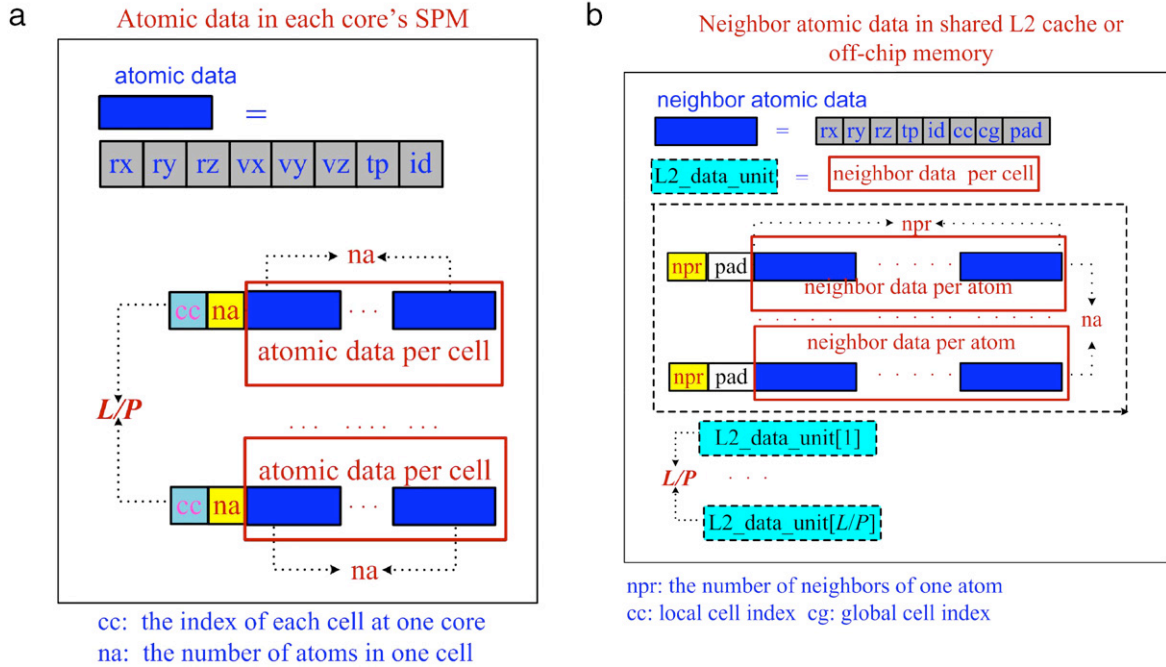 a
Atomic data in each core's SPM
atomic data
=
rx ry rz vx vy vz tp id
na
cc na
atomic data per cell
L/P
atomic data per cell
cc na
na
cc: the index of each cell at one core
na: the number of atoms in one cell
b
Neighbor atomic data in shared L2 cache or
off-chip memory
neighbor atomic data
= rx ry rz tp id cc cg pad
L2_data_unit = neighbor data per cell
npr
npr pad
neighbor data per atom
na
neighbor data per atom
npr pad
L2_data_unit[1]
L/P
L2_data_unit[L/P]
npr: the number of neighbors of one atom
cc: local cell index cg: global cell index